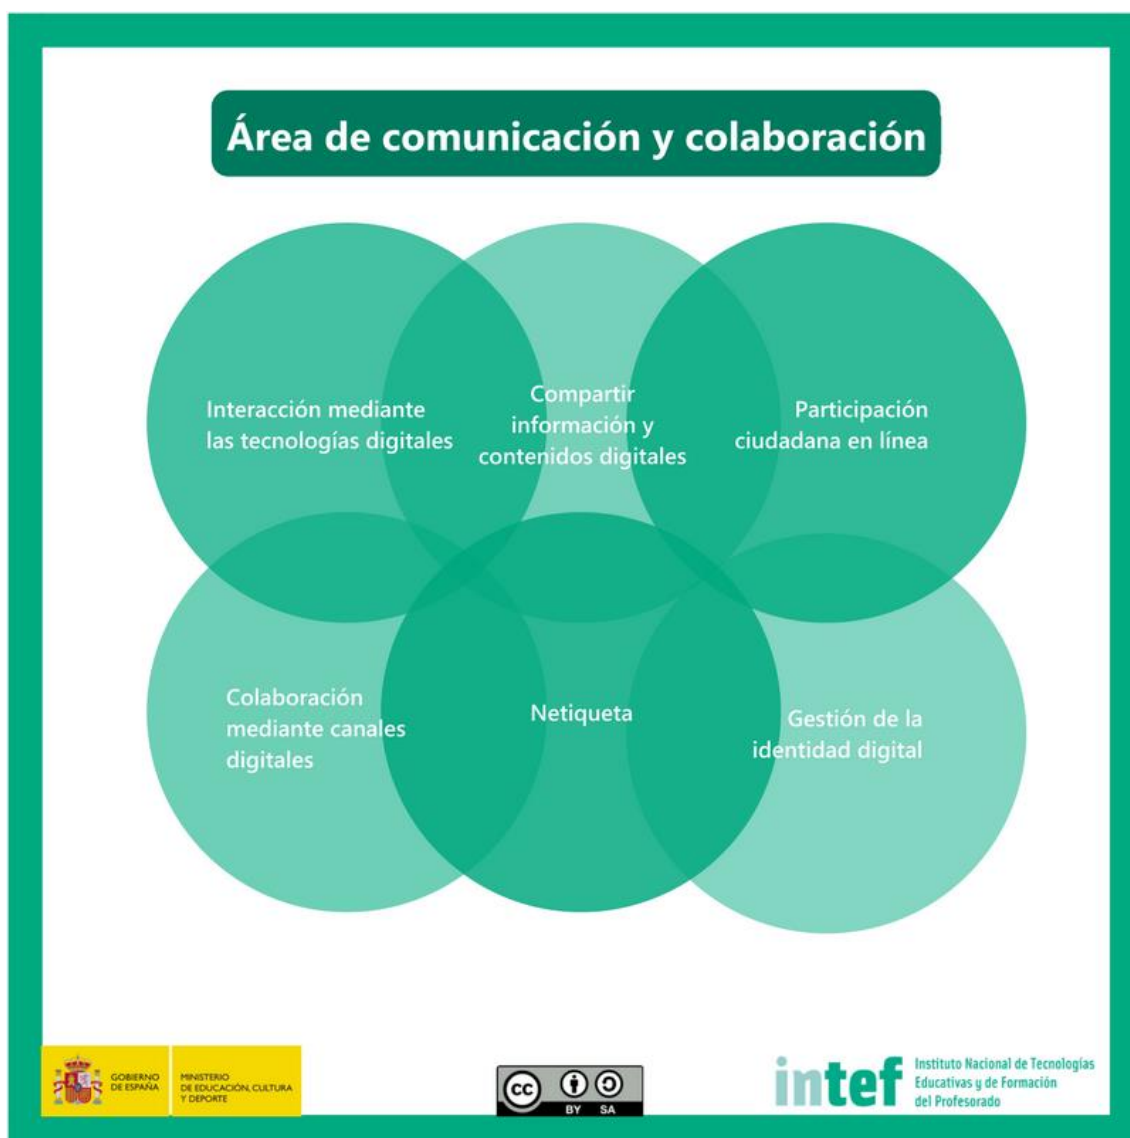 Área de comunicación y colaboración
Interacción mediante
las tecnologías digitales
Compartir
información y
contenidos digitales
Participación
ciudadana en línea
Colaboración
mediante canales
digitales
Netiqueta
Gestión de la
identidad digital
GOBIERNO
DE ESPAÑA
MINISTERIO
DE EDUCACIÓN, CULTURA
Y DEPORTE
cc
BY SA
intef
Instituto Nacional de Tecnologías
Educativas y de Formación
del Profesorado